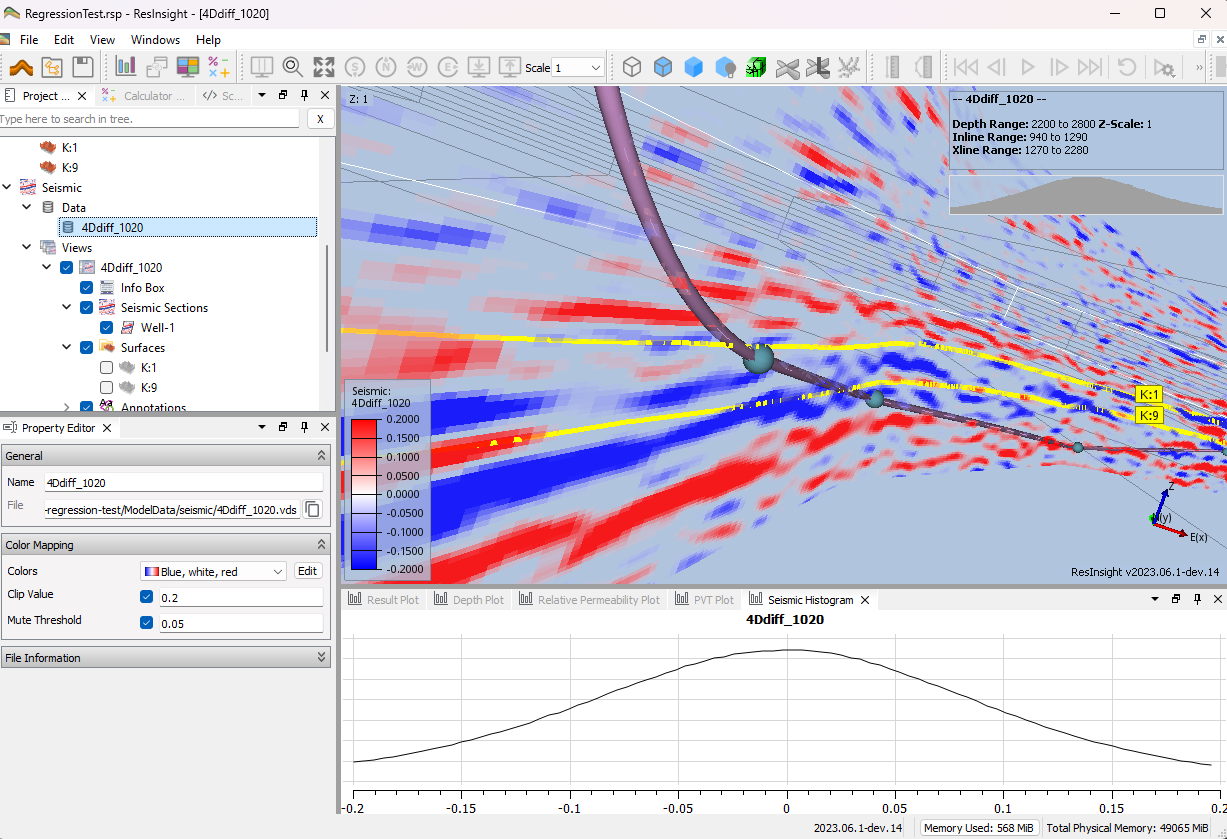 RegressionTest.rsp - ResInsight - [4Ddiff_1020]
File Edit View Windows Help
Scale 1
Project ... Calculator ... Sc...
Type here to search in tree. X
K:1
K:9
Seismic
Data
4Ddiff_1020
Views
4Ddiff_1020
Info Box
Seismic Sections
Well-1
Surfaces
K:1
K:9
Annotations
Property Editor
General
Name 4Ddiff_1020
File -regression-test/ModelData/seismic/4Ddiff_1020.vds
Color Mapping
Colors Blue, white, red Edit
Clip Value 0.2
Mute Threshold 0.05
File Information
Z: 1
-- 4Ddiff_1020 --
Depth Range: 2200 to 2800 Z-Scale: 1
Inline Range: 940 to 1290
Xline Range: 1270 to 2280
K:1
K:9
Seismic:
4Ddiff_1020
0.2000
0.1500
0.1000
0.0500
0.0000
-0.0500
-0.1000
-0.1500
-0.2000
Z
E(x)
ResInsight v2023.06.1-dev.14
Result Plot Depth Plot Relative Permeability Plot PVT Plot Seismic Histogram
4Ddiff_1020
-0.2 -0.15 -0.1 -0.05 0 0.05 0.1 0.15 0.2
2023.06.1-dev.14 Memory Used: 568 MiB Total Physical Memory: 49065 MiB